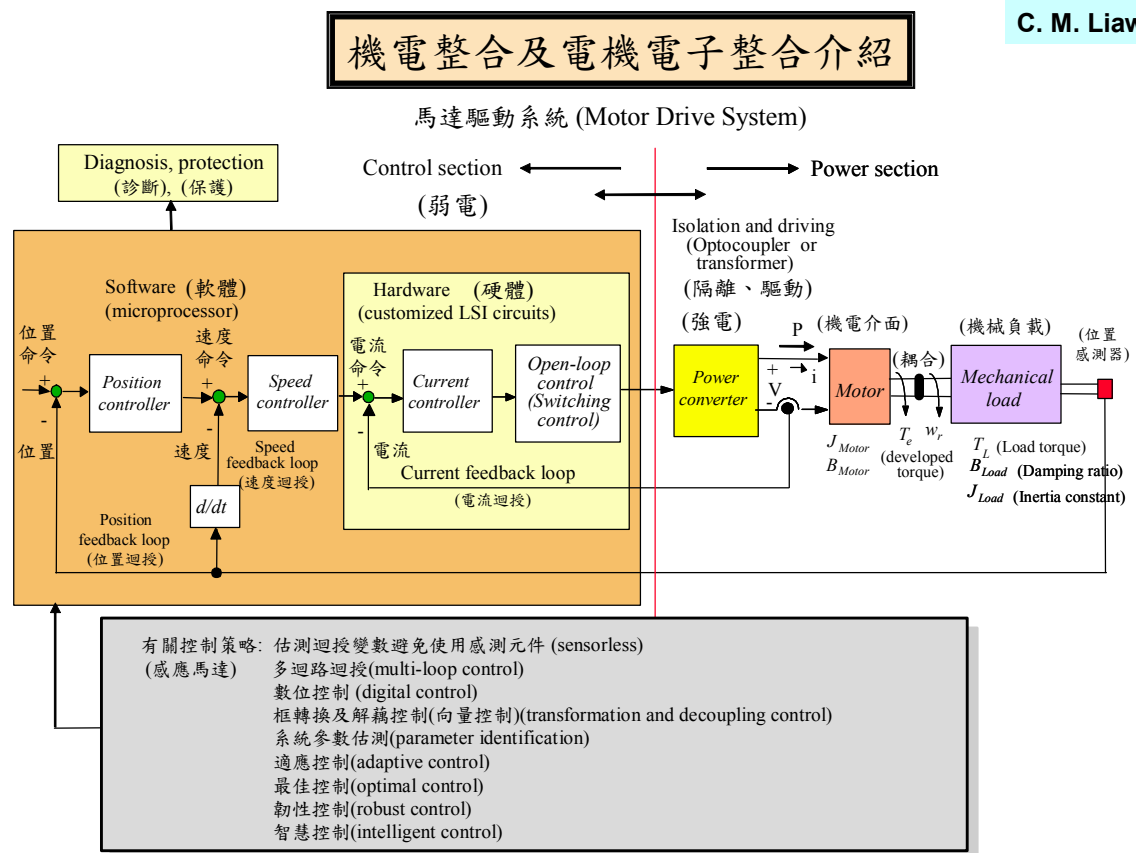 C. M. Liaw
機電整合及電機電子整合介紹
馬達驅動系統 (Motor Drive System)
Diagnosis, protection
(診斷), (保護)
Control section
Power section
(弱電)
Isolation and driving
(Optocoupler or
transformer)
(隔離、驅動)
(強電)
Software (軟體)
(microprocessor)
Hardware (硬體)
(customized LSI circuits)
位置
命令
+
-
位置
Position
controller
速度
命令
+
-
速度
Speed
controller
Speed
feedback loop
(速度迴授)
電流
命令
+
-
電流
Current
controller
Open-loop
control
(Switching
control)
Current feedback loop
(電流迴授)
d/dt
Position
feedback loop
(位置迴授)
Power
converter
P
+
i
V
-
(機電介面)
Motor
J Motor
B Motor
(耦合)
T e
w r
(developed
torque)
(機械負載)
Mechanical
load
(位置
感測器)
T L (Load torque)
B Load (Damping ratio)
J Load (Inertia constant)
有關控制策略: 估測迴授變數避免使用感測元件 (sensorless)
(感應馬達) 多迴路迴授(multi-loop control)
數位控制 (digital control)
框轉換及解藕控制(向量控制)(transformation and decoupling control)
系統參數估測(parameter identification)
適應控制(adaptive control)
最佳控制(optimal control)
韌性控制(robust control)
智慧控制(intelligent control)